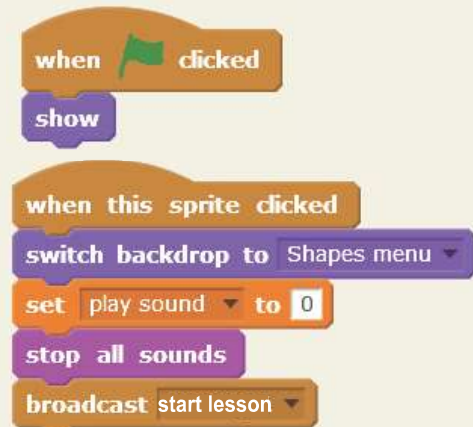 when clicked
show
when this sprite clicked
switch backdrop to Shapes menu
set play sound to 0
stop all sounds
broadcast start lesson